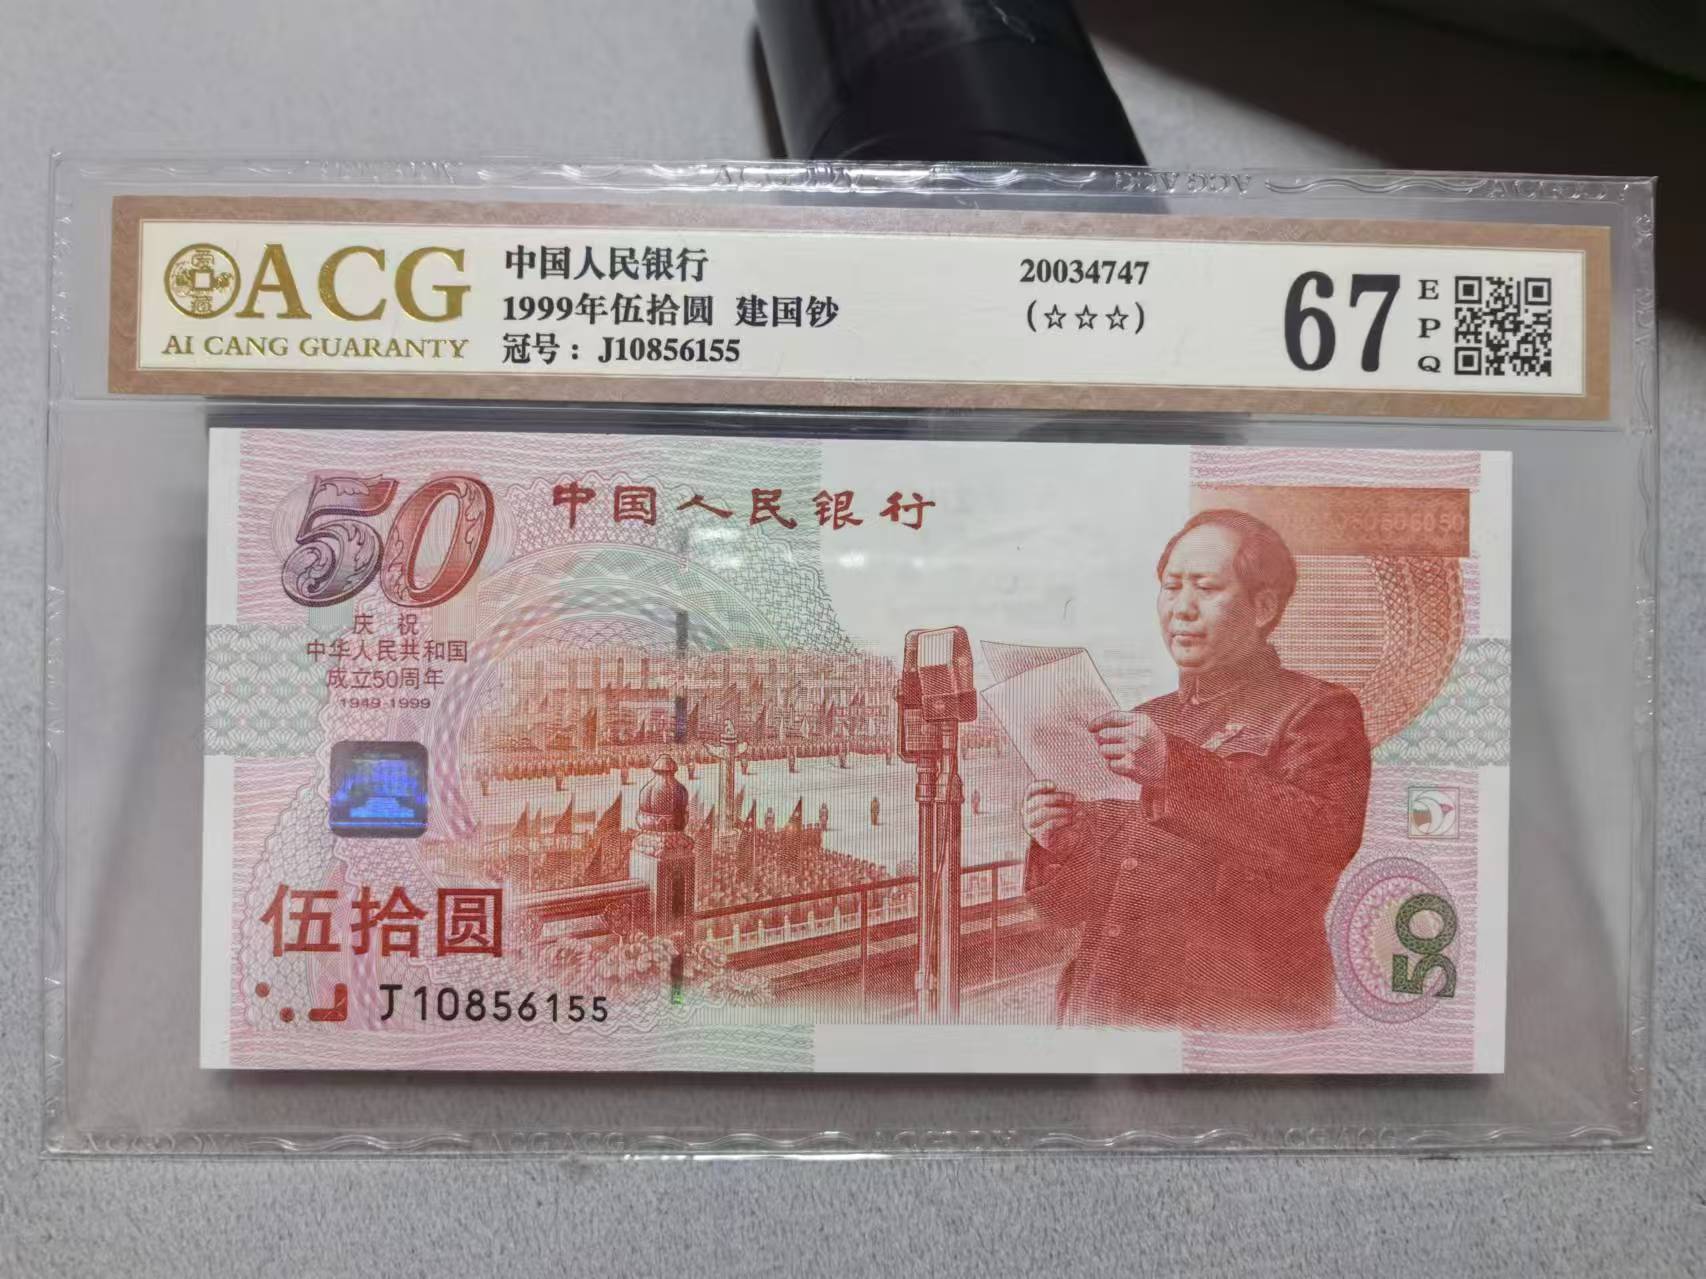 ACG
AI CANG GUARANTY
中国人民银行
1999年伍拾圆 建国钞
冠号：J10856155
20034747
(☆☆☆)
67
EPQ
50
中国人民银行
庆祝
中华人民共和国
成立50周年
1949-1999
伍拾圆
J10856155
50